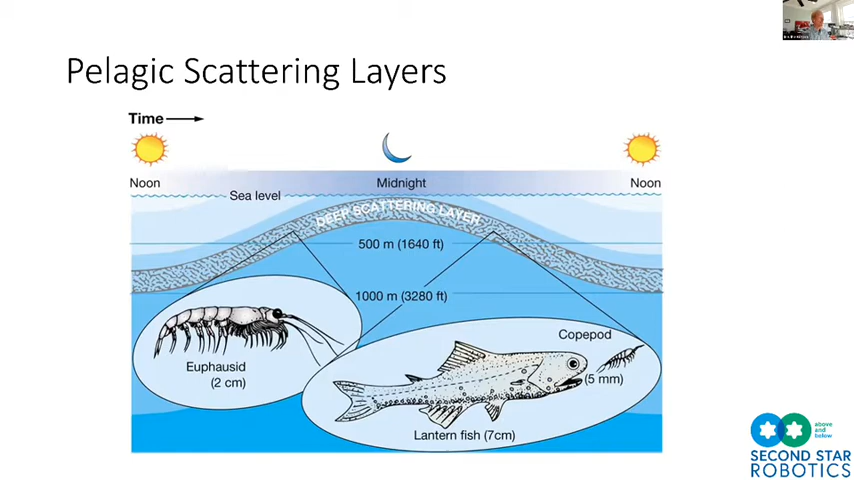 Pelagic Scattering Layers
Time
Noon
Midnight
Noon
Sea level
DEEP SCATTERING LAYER
500 m (1640 ft)
1000 m (3280 ft)
Euphausid
(2 cm)
Copepod
(5 mm)
Lantern fish (7cm)
above
and
below
SECOND STAR
ROBOTICS